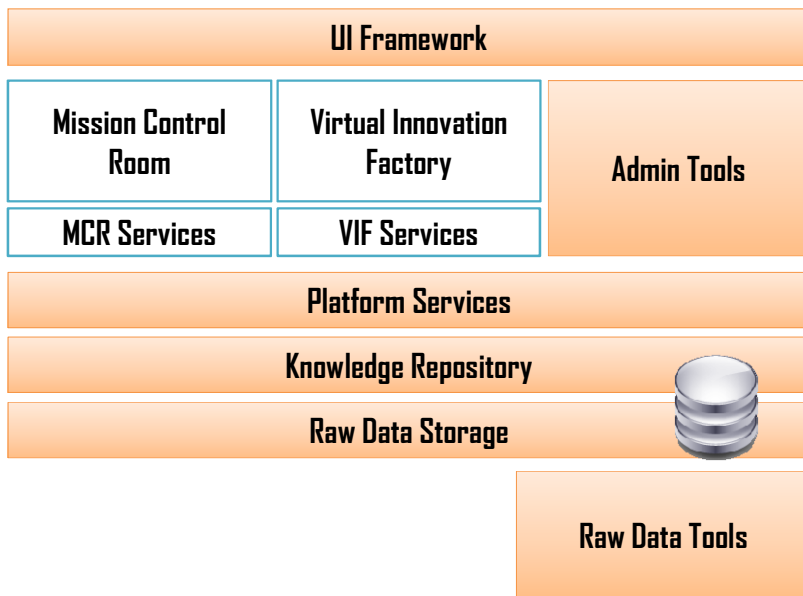 UI Framework
Mission Control
Room
Virtual Innovation
Factory
Admin Tools
MCR Services
VIF Services
Platform Services
Knowledge Repository
Raw Data Storage
Raw Data Tools